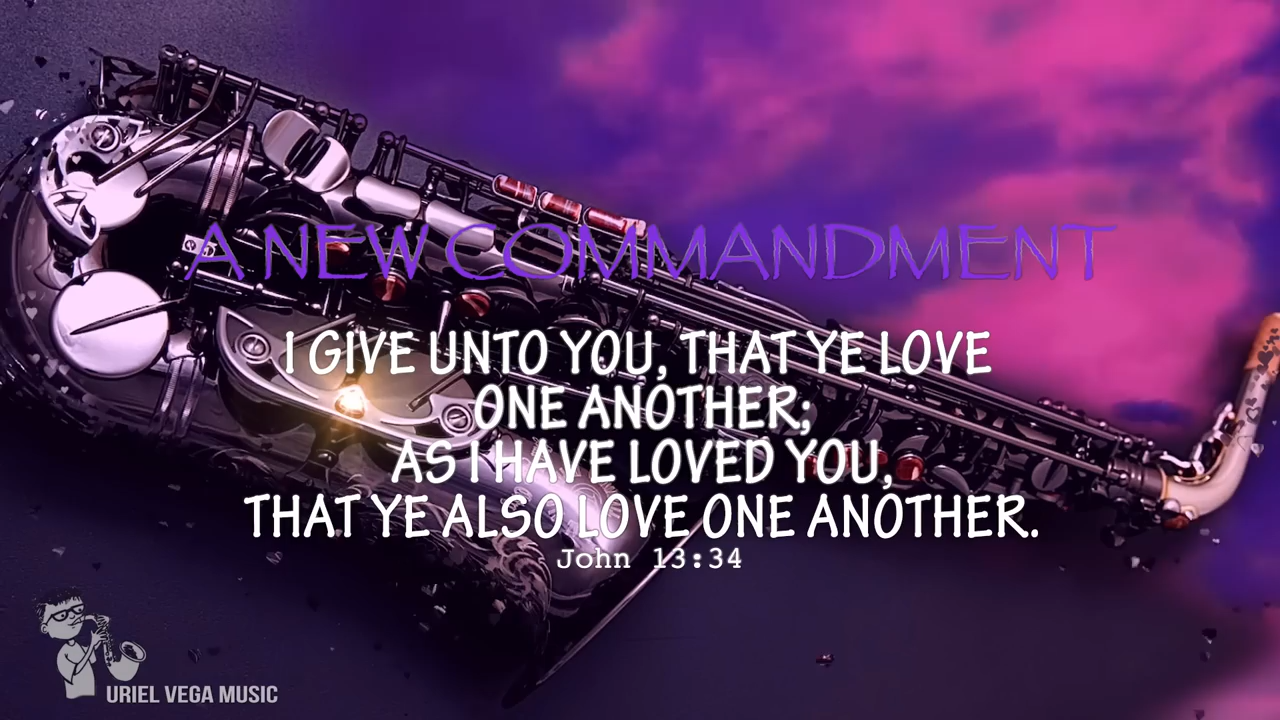 A NEW COMMANDMENT
I GIVE UNTO YOU, THAT YE LOVE
ONE ANOTHER;
AS I HAVE LOVED YOU,
THAT YE ALSO LOVE ONE ANOTHER.
John 13:34
URIEL VEGA MUSIC